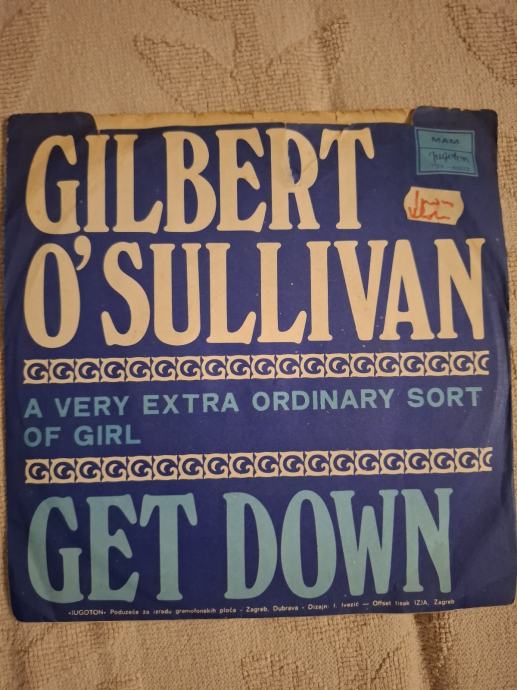 GILBERT
MAM
Jugoton
O'SULLIVAN
A VERY EXTRA ORDINARY SORT
OF GIRL
GET DOWN
«JUGOTON» Poduzeće za izradu gramofonskih ploča - Zagreb, Dubrava - Dizajn: I. Ivezić — Offset tisak IZJA, Zagreb